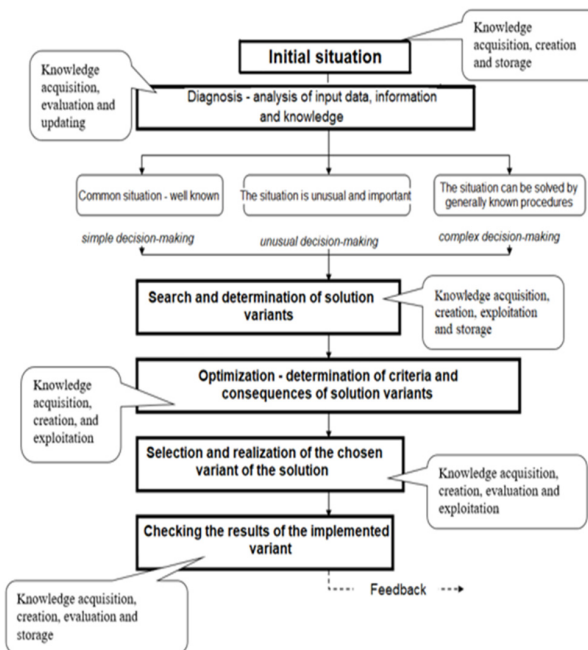 Initial situation
Knowledge
acquisition, creation
and storage
Knowledge
acquisition,
evaluation and
updating
Diagnosis - analysis of input data, information
and knowledge
Common situation - well known
The situation is unusual and important
The situation can be solved by
generally known procedures
simple decision-making
unusual decision-making
complex decision-making
Search and determination of solution
variants
Knowledge acquisition,
creation, exploitation
and storage
Optimization - determination of criteria and
consequences of solution variants
Knowledge
acquisition,
creation, and
exploitation
Selection and realization of the chosen
variant of the solution
Knowledge acquisition,
creation, evaluation and
exploitation
Checking the results of the implemented
variant
Feedback
Knowledge acquisition,
creation, evaluation and
storage